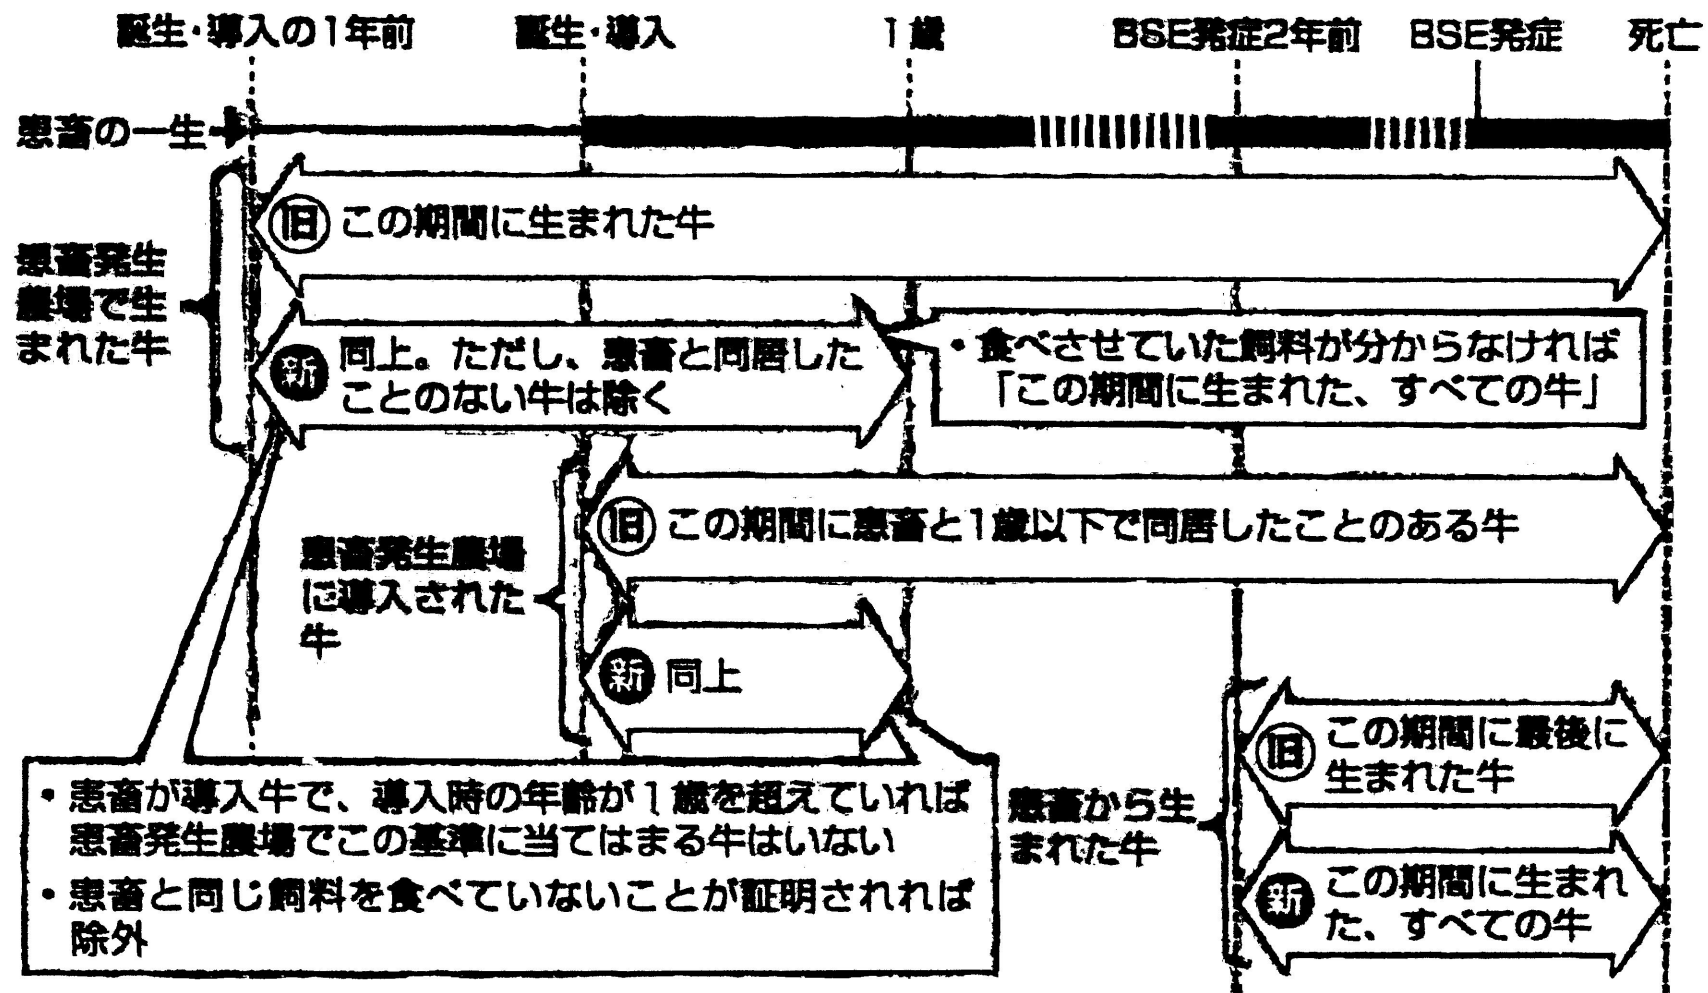 誕生・導入の1年前
誕生・導入
1歳
BSE発症2年前
BSE発症
死亡
患畜の一生
患畜発生
農場で生
まれた牛
旧 この期間に生まれた牛
新 同上。ただし、患畜と同居した
ことのない牛は除く
・食べさせていた飼料が分からなければ
「この期間に生まれた、すべての牛」
患畜発生農場
に導入された
牛
旧 この期間に患畜と1歳以下で同居したことのある牛
新 同上
・患畜が導入牛で、導入時の年齢が1歳を超えていれば
患畜発生農場でこの基準に当てはまる牛はいない
・患畜と同じ飼料を食べていないことが証明されれば
除外
患畜から生
まれた牛
旧 この期間に最後に
生まれた牛
新 この期間に生まれ
た、すべての牛